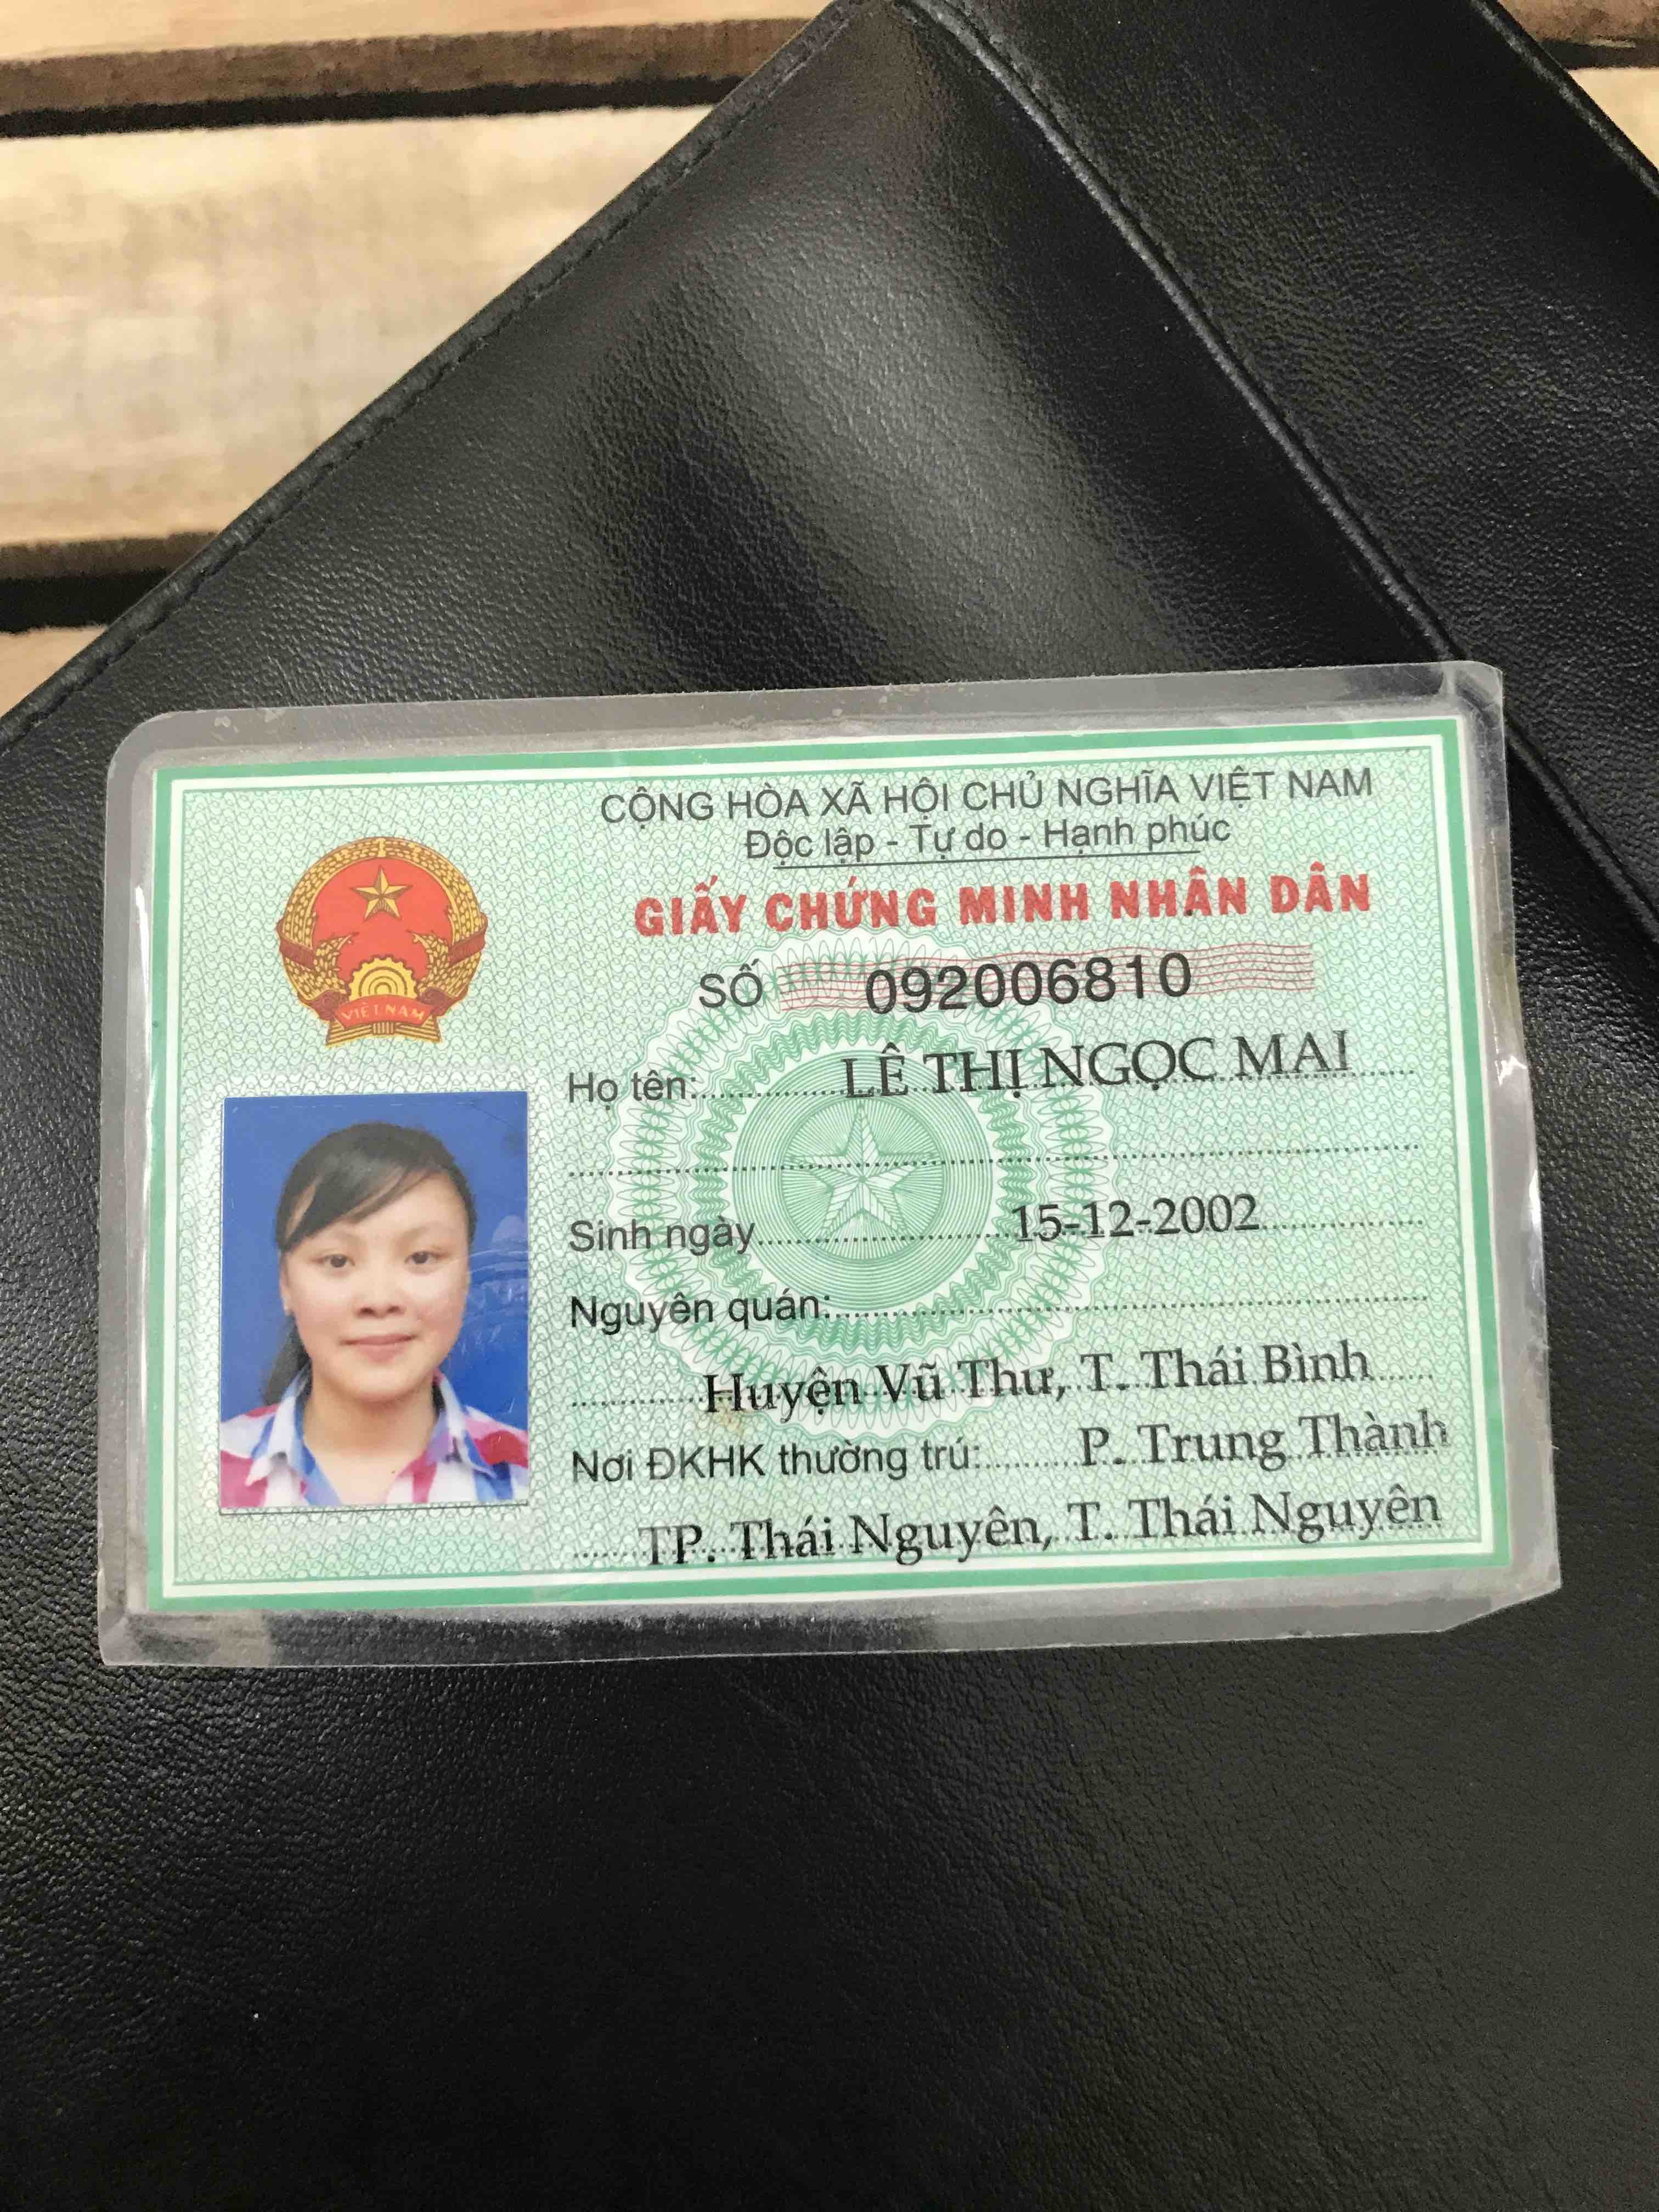 CỘNG HÒA XÃ HỘI CHỦ NGHĨA VIỆT NAM
Độc lập - Tự do - Hạnh phúc
GIẤY CHỨNG MINH NHÂN DÂN
SỐ 092006810
Họ tên: LÊ THỊ NGỌC MAI
Sinh ngày 15-12-2002
Nguyên quán:
Huyện Vũ Thư, T. Thái Bình
Nơi ĐKHK thường trú: P. Trung Thành
TP. Thái Nguyên, T. Thái Nguyên
VIỆT NAM